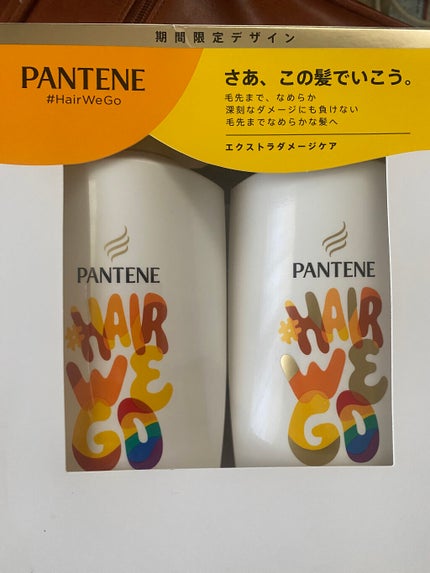 期間限定デザイン
PANTENE
#HairWeGo
さあ、この髪でいこう。
毛先まで、なめらか
深刻なダメージにも負けない
毛先までなめらかな髪へ
エクストラダメージケア
PANTENE
#HAIR
WE
GO
PANTENE
#HAIR
WE
GO